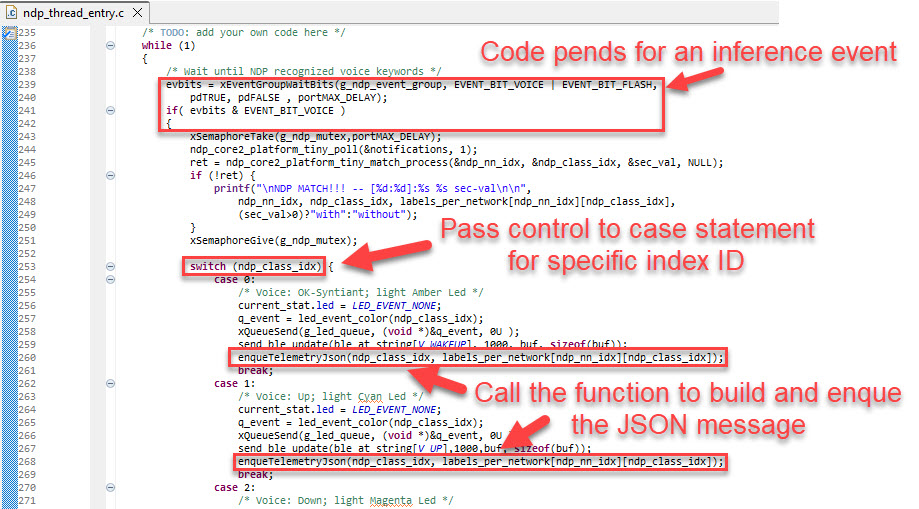 ndp_thread_entry.c
235 /* TODO: add your own code here */
236 while (1)
237 {
238 /* Wait until NDP recognized voice keywords */
239 evbits = xEventGroupWaitBits(g_ndp_event_group, EVENT_BIT_VOICE | EVENT_BIT_FLASH,
240 pdTRUE, pdFALSE , portMAX_DELAY);
241 if( evbits & EVENT_BIT_VOICE )
242 {
243 xSemaphoreTake(g_ndp_mutex,portMAX_DELAY);
244 ndp_core2_platform_tiny_poll(&notifications, 1);
245 ret = ndp_core2_platform_tiny_match_process(&ndp_nn_idx, &ndp_class_idx, &sec_val, NULL);
246 if (!ret) {
247 printf("\nNDP MATCH!!! -- [%d:%d]:%s %s sec-val\n\n",
248 ndp_nn_idx, ndp_class_idx, labels_per_network[ndp_nn_idx][ndp_class_idx],
249 (sec_val>0)?"with":"without");
250 }
251 xSemaphoreGive(g_ndp_mutex);
252
253 switch (ndp_class_idx) {
254 case 0:
255 /* Voice: OK-Syntiant; light Amber Led */
256 current_stat.led = LED_EVENT_NONE;
257 q_event = led_event_color(ndp_class_idx);
258 xQueueSend(g_led_queue, (void *)&q_event, 0U );
259 send_ble_update(ble_at_string[V_WAKEUP], 1000, buf, sizeof(buf));
260 enqueTelemetryJson(ndp_class_idx, labels_per_network[ndp_nn_idx][ndp_class_idx]);
261 break;
262 case 1:
263 /* Voice: Up; light Cyan Led */
264 current_stat.led = LED_EVENT_NONE;
265 q_event = led_event_color(ndp_class_idx);
266 xQueueSend(g_led_queue, (void *)&q_event, 0U
267 send_ble_update(ble_at_string[V_UP],1000,buf, sizeof(buf));
268 enqueTelemetryJson(ndp_class_idx, labels_per_network[ndp_nn_idx][ndp_class_idx]);
269 break;
270 case 2:
271 /* Voice: Down; light Magenta Led */
Code pends for an inference event
Pass control to case statement
for specific index ID
Call the function to build and enque
the JSON message